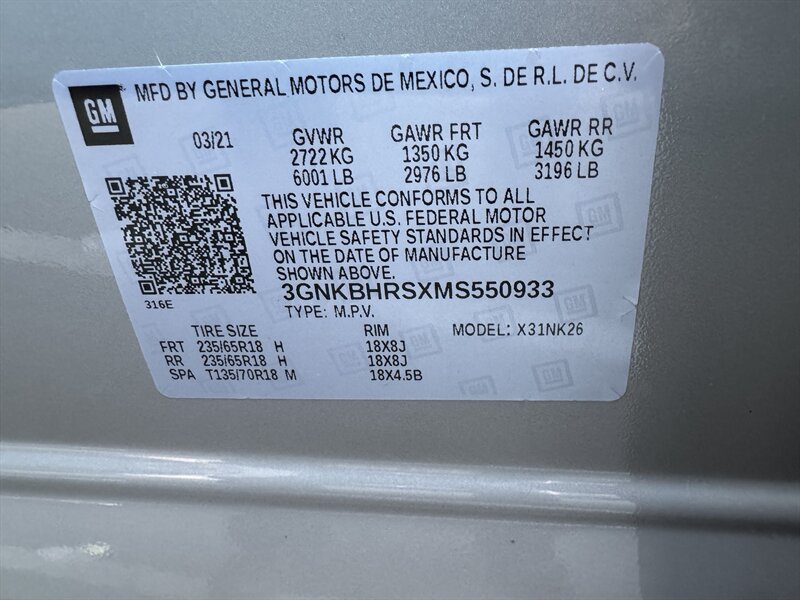 GM
MFD BY GENERAL MOTORS DE MEXICO, S. DE R.L. DE C.V.
03/21 GVWR GAWR FRT GAWR RR
2722 KG 1350 KG 1450 KG
6001 LB 2976 LB 3196 LB
THIS VEHICLE CONFORMS TO ALL
APPLICABLE U.S. FEDERAL MOTOR
VEHICLE SAFETY STANDARDS IN EFFECT
ON THE DATE OF MANUFACTURE
SHOWN ABOVE.
316E
3GNKBHRSXMS550933
TYPE: M.P.V.
TIRE SIZE RIM MODEL: X31NK26
FRT 235/65R18 H 18X8J
RR 235/65R18 H 18X8J
SPA T135/70R18 M 18X4.5B